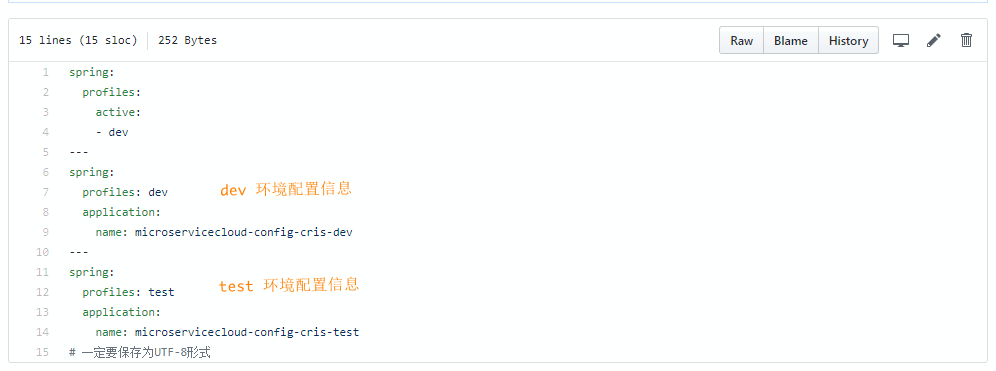 15 lines (15 sloc) 252 Bytes Raw Blame History
1 spring:
2 profiles:
3 active:
4 - dev
5 ---
6 spring:
7 profiles: dev dev 环境配置信息
8 application:
9 name: microservicecloud-config-cris-dev
10 ---
11 spring:
12 profiles: test test 环境配置信息
13 application:
14 name: microservicecloud-config-cris-test
15 # 一定要保存为UTF-8形式